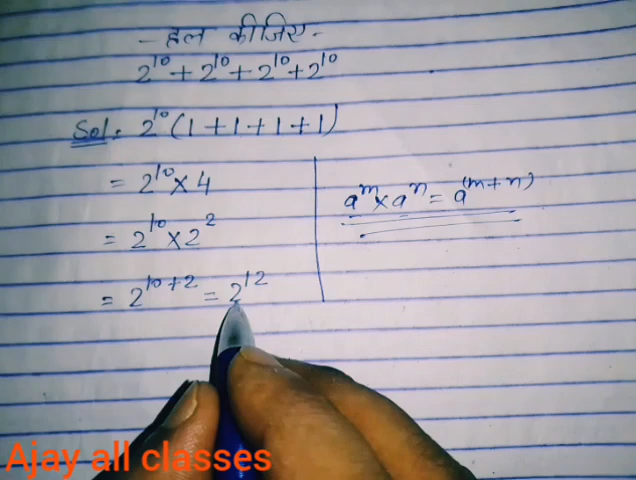 - हल कीजिए -
2^10 + 2^10 + 2^10 + 2^10
Sol. 2^10 (1 + 1 + 1 + 1)
= 2^10 × 4
= 2^10 × 2^2
= 2^10+2 = 2^12
a^m × a^n = a^(m+n)
Ajay all classes